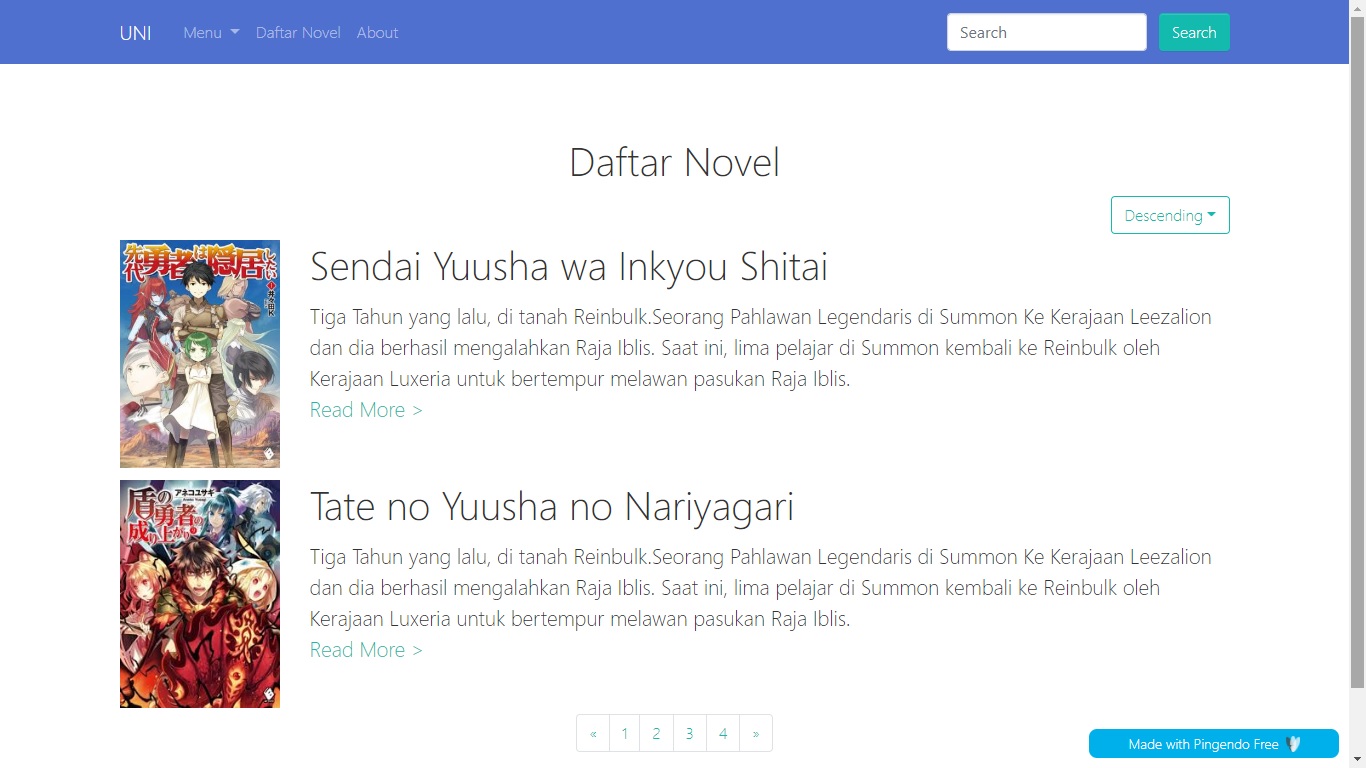 UNI Menu Daftar Novel About Search Search
Daftar Novel
Descending
先代勇者は隠居したい
1
井々田K
Sendai Yuusha wa Inkyou Shitai
Tiga Tahun yang lalu, di tanah Reinbulk.Seorang Pahlawan Legendaris di Summon Ke Kerajaan Leezalion
dan dia berhasil mengalahkan Raja Iblis. Saat ini, lima pelajar di Summon kembali ke Reinbulk oleh
Kerajaan Luxeria untuk bertempur melawan pasukan Raja Iblis.
Read More >
アネコユサギ
盾の
勇者の
成り上がり
Tate no Yuusha no Nariyagari
Tiga Tahun yang lalu, di tanah Reinbulk.Seorang Pahlawan Legendaris di Summon Ke Kerajaan Leezalion
dan dia berhasil mengalahkan Raja Iblis. Saat ini, lima pelajar di Summon kembali ke Reinbulk oleh
Kerajaan Luxeria untuk bertempur melawan pasukan Raja Iblis.
Read More >
« 1 2 3 4 »
Made with Pingendo Free